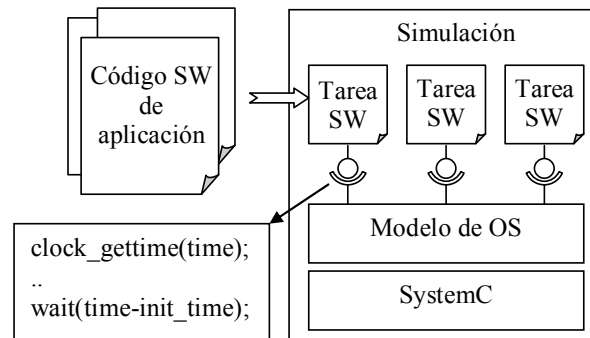 Código SW
de
aplicación
Simulación
Tarea
SW
Tarea
SW
Tarea
SW
Modelo de OS
SystemC
clock_gettime(time);
..
wait(time-init_time);